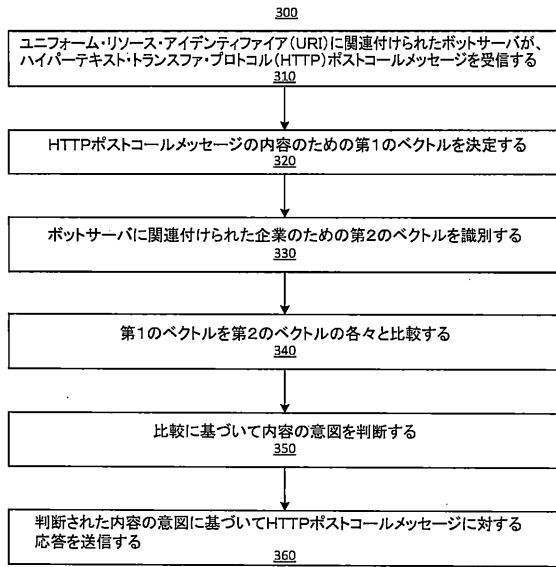 300
ユニフォーム・リソース・アイデンティファイア(URI)に関連付けられたボットサーバが、
ハイパーテキスト・トランスファ・プロトコル(HTTP)ポストコールメッセージを受信する
310
HTTPポストコールメッセージの内容のための第1のベクトルを決定する
320
ボットサーバに関連付けられた企業のための第2のベクトルを識別する
330
第1のベクトルを第2のベクトルの各々と比較する
340
比較に基づいて内容の意図を判断する
350
判断された内容の意図に基づいてHTTPポストコールメッセージに対する
応答を送信する
360